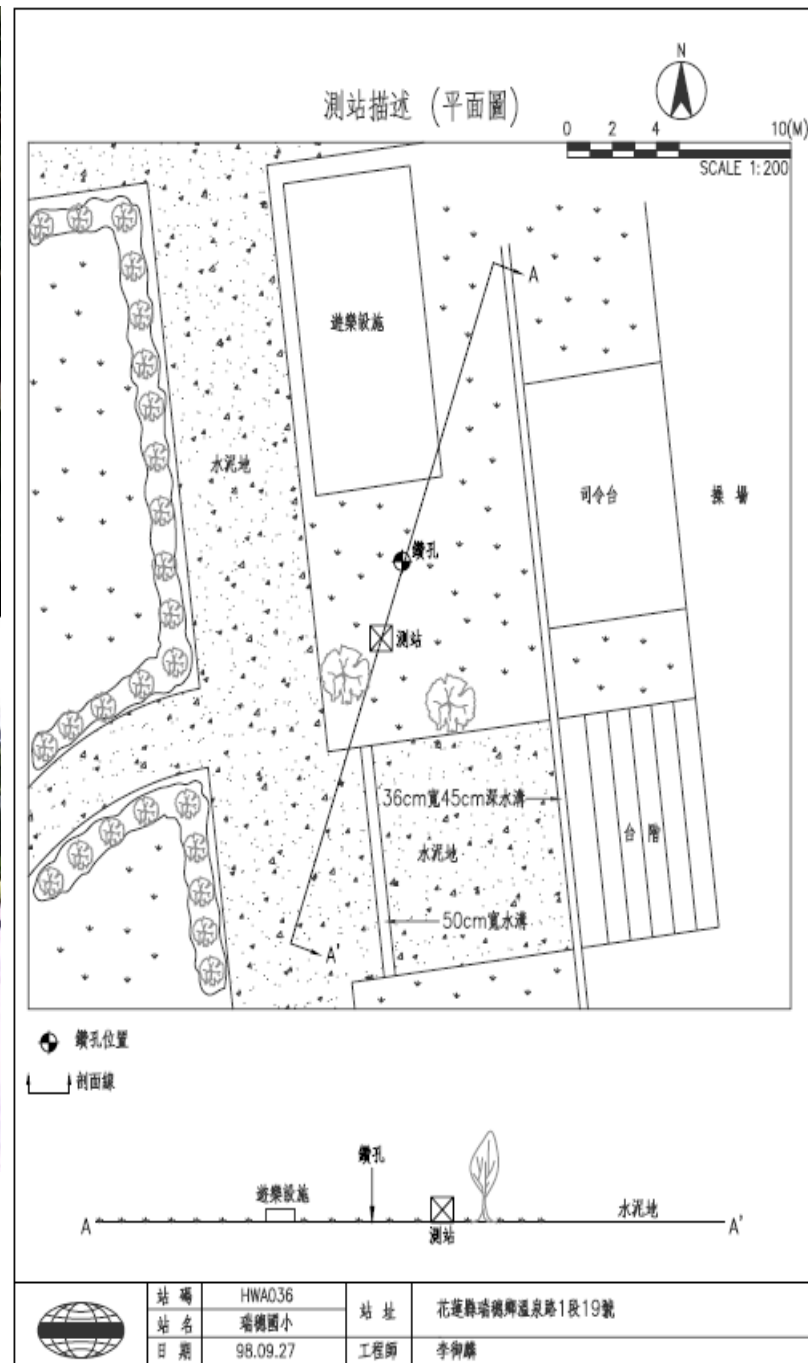 測站描述 (平面圖)
N
0 2 4 10(M)
SCALE 1:200
A
遊樂設施
水泥地
司令台
操場
鑽孔
測站
36cm寬45cm深水溝
水泥地
台階
50cm寬水溝
A'
鑽孔位置
剖面線
鑽孔
遊樂設施
水泥地
A
A'
測站
站碼 HWA036
站址 花蓮縣瑞穗鄉溫泉路1段19號
站名 瑞穗國小
日期 98.09.27
工程師 李御麟